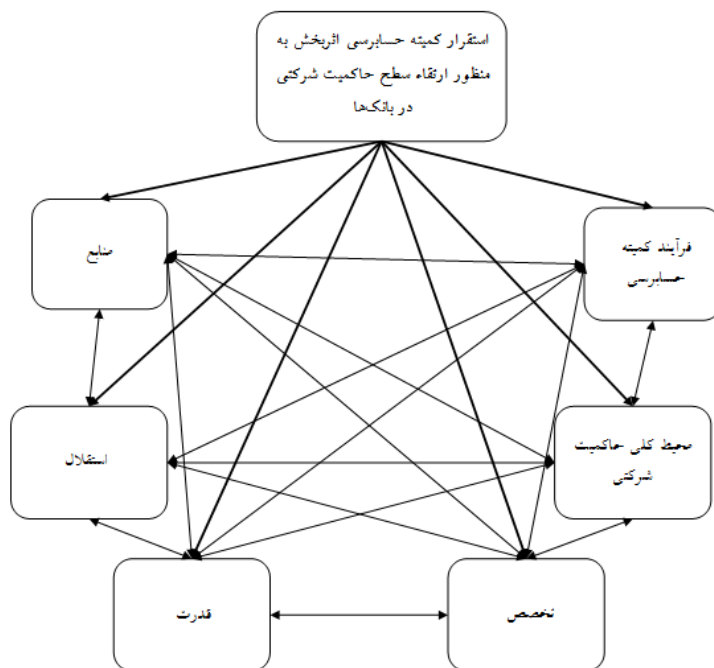 استقرار کمیته حسابرسی اثربخش به
منظور ارتقاء سطح حاکمیت شرکتی
در بانک‌ها
فرآیند کمیته
حسابرسی
منابع
محیط کلی حاکمیت
شرکتی
استقلال
تخصص
قدرت